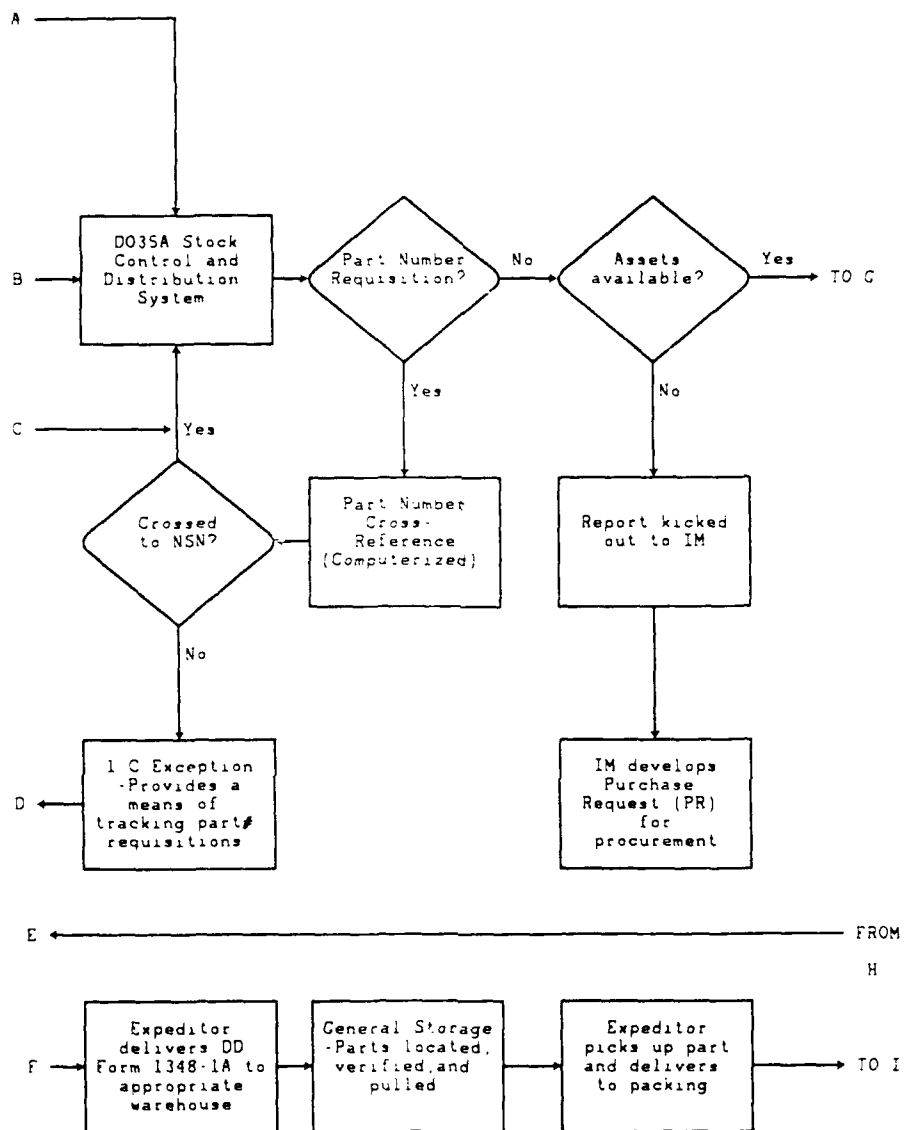 A
DO35A Stock
Control and
Distribution
System
B
Part Number
Requisition?
No
Assets
available?
Yes
TO G
Yes
No
C
Yes
Crossed
to NSN?
Part Number
Cross-
Reference
(Computerized)
Report kicked
out to IM
No
1 C Exception
-Provides a
means of
tracking part#
requisitions
D
IM develops
Purchase
Request (PR)
for
procurement
E
FROM
H
F
Expeditor
delivers DD
Form 1348-1A to
appropriate
warehouse
General Storage
-Parts located,
verified,and
pulled
Expeditor
picks up part
and delivers
to packing
TO I